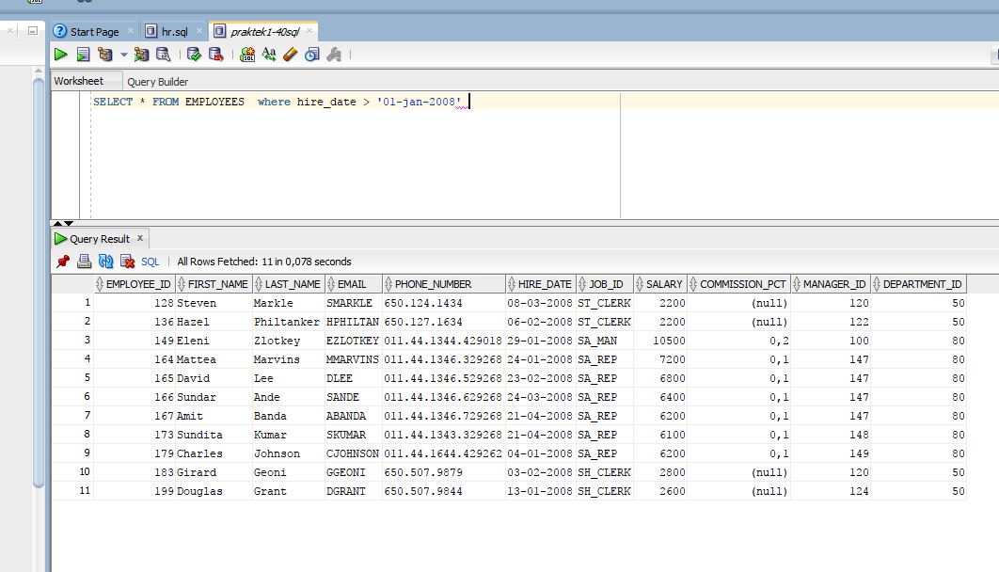 Start Page hr.sql praktek1-40sql
Worksheet Query Builder
SELECT * FROM EMPLOYEES where hire_date > '01-jan-2008'
Query Result
SQL | All Rows Fetched: 11 in 0,078 seconds
EMPLOYEE_ID FIRST_NAME LAST_NAME EMAIL PHONE_NUMBER HIRE_DATE JOB_ID SALARY COMMISSION_PCT MANAGER_ID DEPARTMENT_ID
1 128 Steven Markle SMARKLE 650.124.1434 08-03-2008 ST_CLERK 2200 (null) 120 50
2 136 Hazel Philtanker HPHILTAN 650.127.1634 06-02-2008 ST_CLERK 2200 (null) 122 50
3 149 Eleni Zlotkey EZLOTKEY 011.44.1344.429018 29-01-2008 SA_MAN 10500 0,2 100 80
4 164 Mattea Marvins MMARVINS 011.44.1346.329268 24-01-2008 SA_REP 7200 0,1 147 80
5 165 David Lee DLEE 011.44.1346.529268 23-02-2008 SA_REP 6800 0,1 147 80
6 166 Sundar Ande SANDE 011.44.1346.629268 24-03-2008 SA_REP 6400 0,1 147 80
7 167 Amit Banda ABANDA 011.44.1346.729268 21-04-2008 SA_REP 6200 0,1 147 80
8 173 Sundita Kumar SKUMAR 011.44.1343.329268 21-04-2008 SA_REP 6100 0,1 148 80
9 179 Charles Johnson CJOHNSON 011.44.1644.429262 04-01-2008 SA_REP 6200 0,1 149 80
10 183 Girard Geoni GGEONI 650.507.9879 03-02-2008 SH_CLERK 2800 (null) 120 50
11 199 Douglas Grant DGRANT 650.507.9844 13-01-2008 SH_CLERK 2600 (null) 124 50